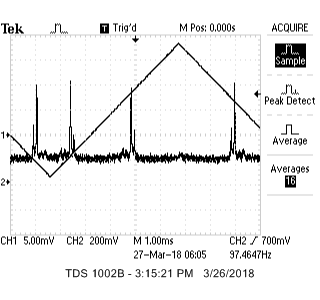 Tek T Trig'd M Pos: 0.000s ACQUIRE
Sample
Peak Detect
1
Average
Averages
16
2
CH1 5.00mV CH2 200mV M 1.00ms CH2 700mV
27-Mar-18 06:05 97.4647Hz
TDS 1002B - 3:15:21 PM 3/26/2018